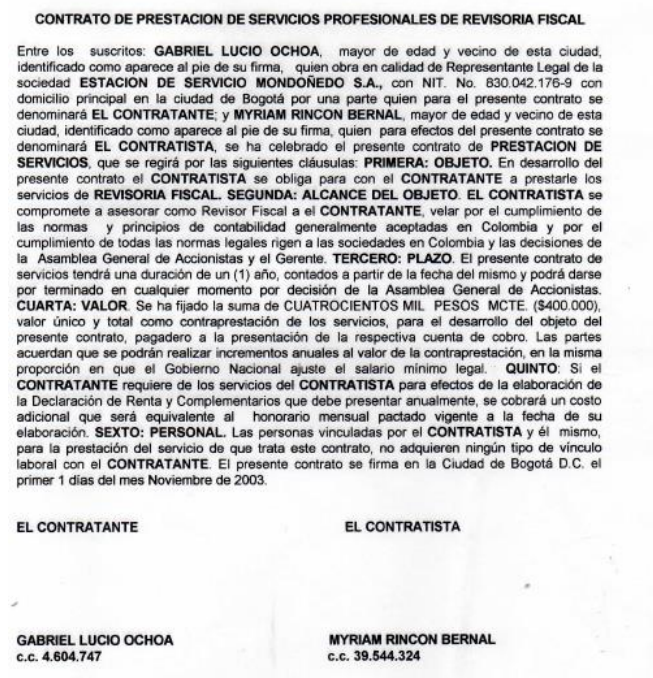 CONTRATO DE PRESTACION DE SERVICIOS PROFESIONALES DE REVISORIA FISCAL
Entre los suscritos: GABRIEL LUCIO OCHOA, mayor de edad y vecino de esta ciudad,
identificado como aparece al pie de su firma, quien obra en calidad de Representante Legal de la
sociedad ESTACION DE SERVICIO MONDOÑEDO S.A., con NIT. No. 830.042.176-9 con
domicilio principal en la ciudad de Bogotá por una parte quien para el presente contrato se
denominará EL CONTRATANTE; y MYRIAM RINCON BERNAL, mayor de edad y vecino de esta
ciudad, identificado como aparece al pie de su firma, quien para efectos del presente contrato se
denominará EL CONTRATISTA, se ha celebrado el presente contrato de PRESTACION DE
SERVICIOS, que se regirá por las siguientes cláusulas: PRIMERA: OBJETO. En desarrollo del
presente contrato el CONTRATISTA se obliga para con el CONTRATANTE a prestarle los
servicios de REVISORIA FISCAL. SEGUNDA: ALCANCE DEL OBJETO. EL CONTRATISTA se
compromete a asesorar como Revisor Fiscal a el CONTRATANTE, velar por el cumplimiento de
las normas y principios de contabilidad generalmente aceptadas en Colombia y por el
cumplimiento de todas las normas legales rigen a las sociedades en Colombia y las decisiones de
la Asamblea General de Accionistas y el Gerente. TERCERO: PLAZO. El presente contrato de
servicios tendrá una duración de un (1) año, contados a partir de la fecha del mismo y podrá darse
por terminado en cualquier momento por decisión de la Asamblea General de Accionistas.
CUARTA: VALOR. Se ha fijado la suma de CUATROCIENTOS MIL PESOS MCTE. ($400.000),
valor único y total como contraprestación de los servicios, para el desarrollo del objeto del
presente contrato, pagadero a la presentación de la respectiva cuenta de cobro. Las partes
acuerdan que se podrán realizar incrementos anuales al valor de la contraprestación, en la misma
proporción en que el Gobierno Nacional ajuste el salario mínimo legal. QUINTO: Si el
CONTRATANTE requiere de los servicios del CONTRATISTA para efectos de la elaboración de
la Declaración de Renta y Complementarios que debe presentar anualmente, se cobrará un costo
adicional que será equivalente al honorario mensual pactado vigente a la fecha de su
elaboración. SEXTO: PERSONAL. Las personas vinculadas por el CONTRATISTA y él mismo,
para la prestación del servicio de que trata este contrato, no adquieren ningún tipo de vínculo
laboral con el CONTRATANTE. El presente contrato se firma en la Ciudad de Bogotá D.C. el
primer 1 días del mes Noviembre de 2003.
EL CONTRATANTE
EL CONTRATISTA
GABRIEL LUCIO OCHOA
MYRIAM RINCON BERNAL
c.c. 4.604.747
c.c. 39.544.324